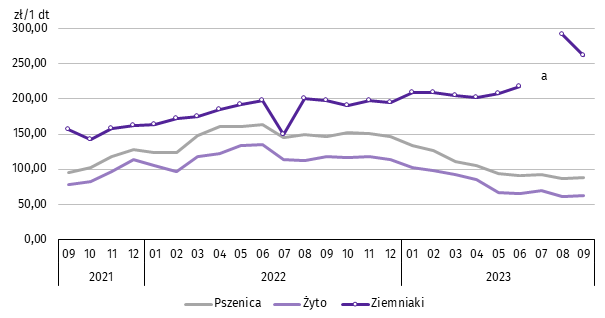 zł/1 dt
300,00
250,00
a
200,00
150,00
100,00
50,00
0,00
09 10 11 12 01 02 03 04 05 06 07 08 09 10 11 12 01 02 03 04 05 06 07 08 09
2021 2022 2023
Pszenica Żyto Ziemniaki